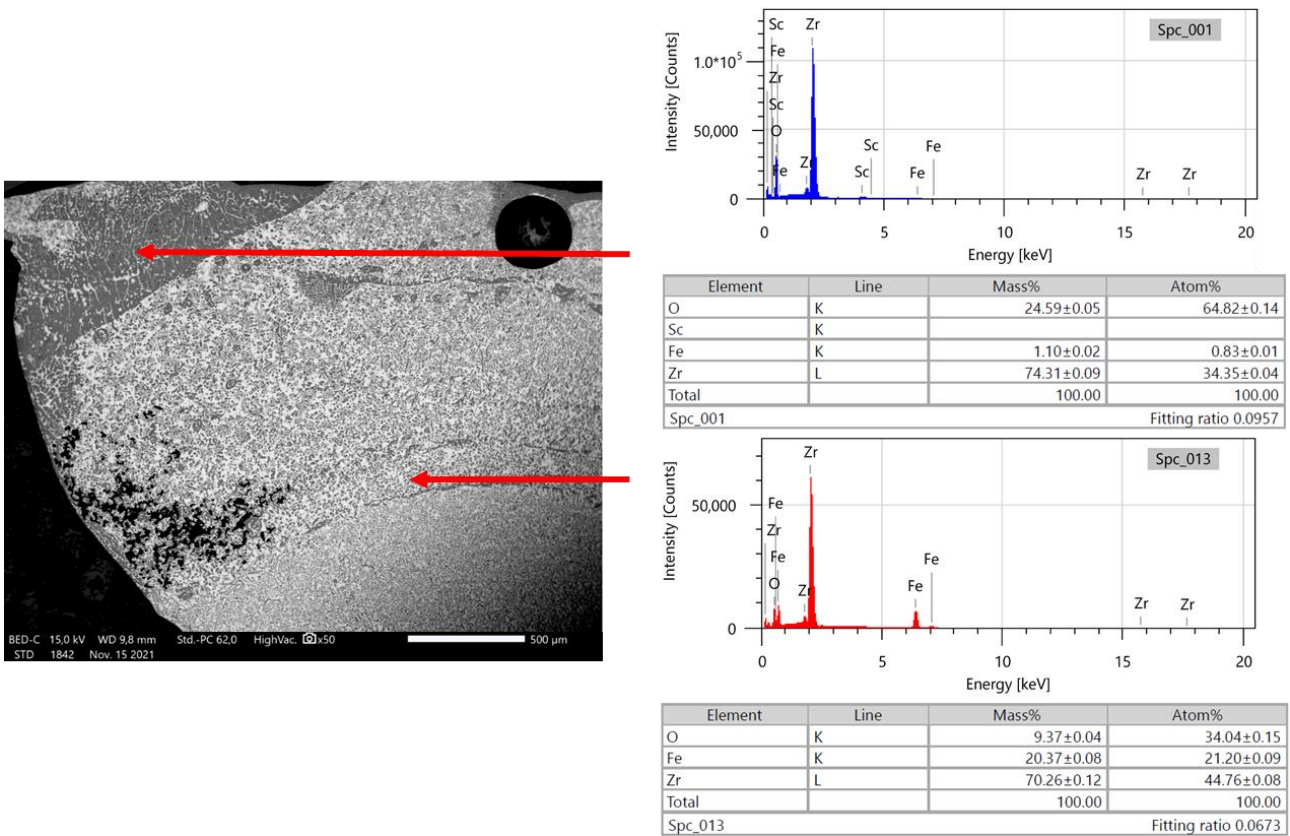 Spc_001
Intensity [Counts]
1.0*10⁵
50,000
0
Sc
Zr
Fe
Zr
Sc
O
Fe
Zr
Sc
Sc
Fe
Fe
Zr
Zr
0 5 10 15 20
Energy [keV]
Element Line Mass% Atom%
O K 24.59±0.05 64.82±0.14
Sc K
Fe K 1.10±0.02 0.83±0.01
Zr L 74.31±0.09 34.35±0.04
Total 100.00 100.00
Spc_001 Fitting ratio 0.0957
Spc_013
Intensity [Counts]
50,000
0
Zr
Fe
Zr
Fe
O
Zr
Fe
Fe
Zr
Zr
0 5 10 15 20
Energy [keV]
Element Line Mass% Atom%
O K 9.37±0.04 34.04±0.15
Fe K 20.37±0.08 21.20±0.09
Zr L 70.26±0.12 44.76±0.08
Total 100.00 100.00
Spc_013 Fitting ratio 0.0673
BED-C 15,0 kV WD 9,8 mm Std.-PC 62,0 HighVac. x50 500 µm
STD 1842 Nov. 15 2021